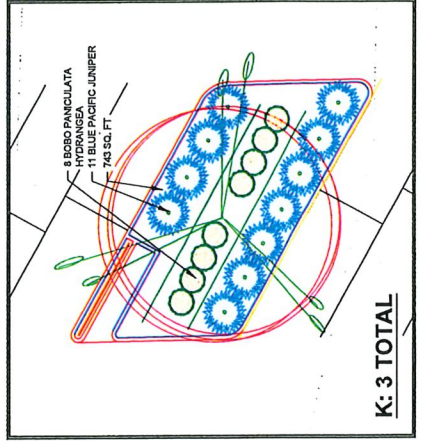 8 BOBO PANICULATA
HYDRANGEA
11 BLUE PACIFIC JUNIPER
743 SQ. FT
K: 3 TOTAL